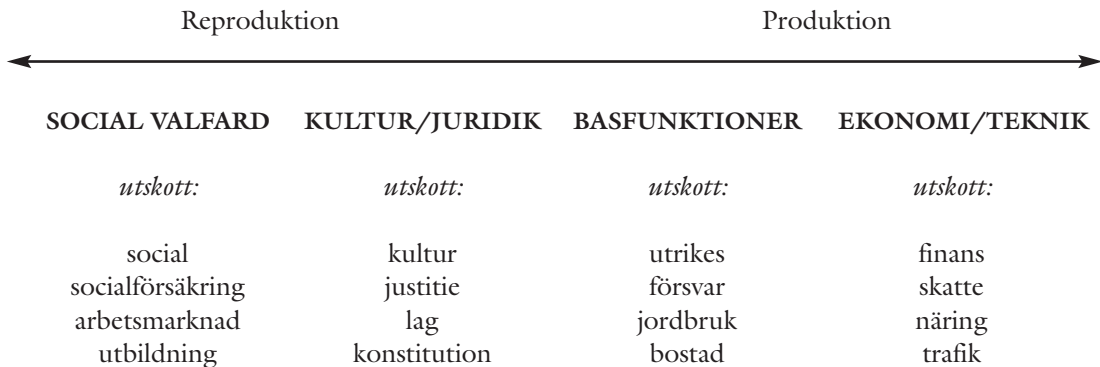 Reproduktion Produktion
SOCIAL VALFARD KULTUR/JURIDIK BASFUNKTIONER EKONOMI/TEKNIK
utskott: utskott: utskott: utskott:
social kultur utrikes finans
socialförsäkring justitie försvar skatte
arbetsmarknad lag jordbruk näring
utbildning konstitution bostad trafik